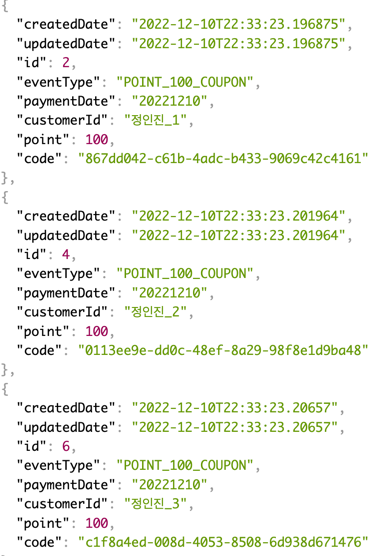 {
"createdDate": "2022-12-10T22:33:23.196875",
"updatedDate": "2022-12-10T22:33:23.196875",
"id": 2,
"eventType": "POINT_100_COUPON",
"paymentDate": "20221210",
"customerId": "정인진_1",
"point": 100,
"code": "867dd042-c61b-4adc-b433-9069c42c4161"
},
{
"createdDate": "2022-12-10T22:33:23.201964",
"updatedDate": "2022-12-10T22:33:23.201964",
"id": 4,
"eventType": "POINT_100_COUPON",
"paymentDate": "20221210",
"customerId": "정인진_2",
"point": 100,
"code": "0113ee9e-dd0c-48ef-8a29-98f8e1d9ba48"
},
{
"createdDate": "2022-12-10T22:33:23.20657",
"updatedDate": "2022-12-10T22:33:23.20657",
"id": 6,
"eventType": "POINT_100_COUPON",
"paymentDate": "20221210",
"customerId": "정인진_3",
"point": 100,
"code": "c1f8a4ed-008d-4053-8508-6d938d671476"